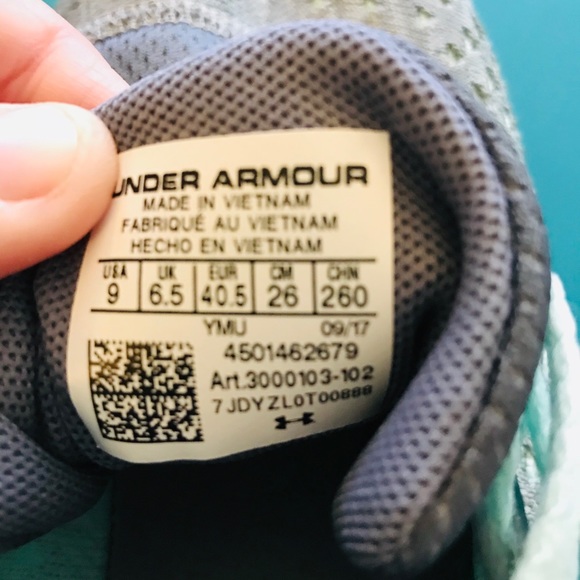 UNDER ARMOUR
MADE IN VIETNAM
FABRIQUÉ AU VIETNAM
HECHO EN VIETNAM
USA UK EUR CM CHN
9 6.5 40.5 26 260
YMU 09/17
4501462679
Art.3000103-102
7JDYZL0T00888